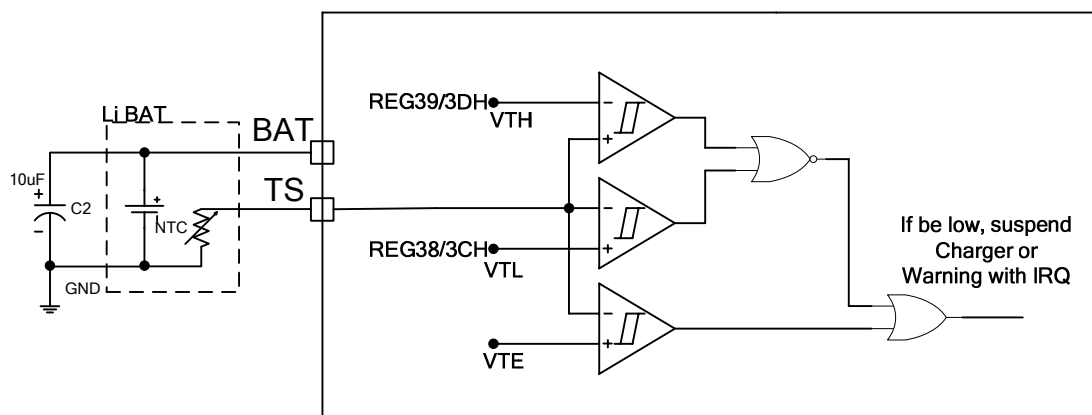 Li BAT
BAT
10uF
+
C2
-
+
NTC
GND
TS
REG39/3DH
VTH
-
+
REG38/3CH
VTL
-
+
VTE
-
+
If be low, suspend
Charger or
Warning with IRQ